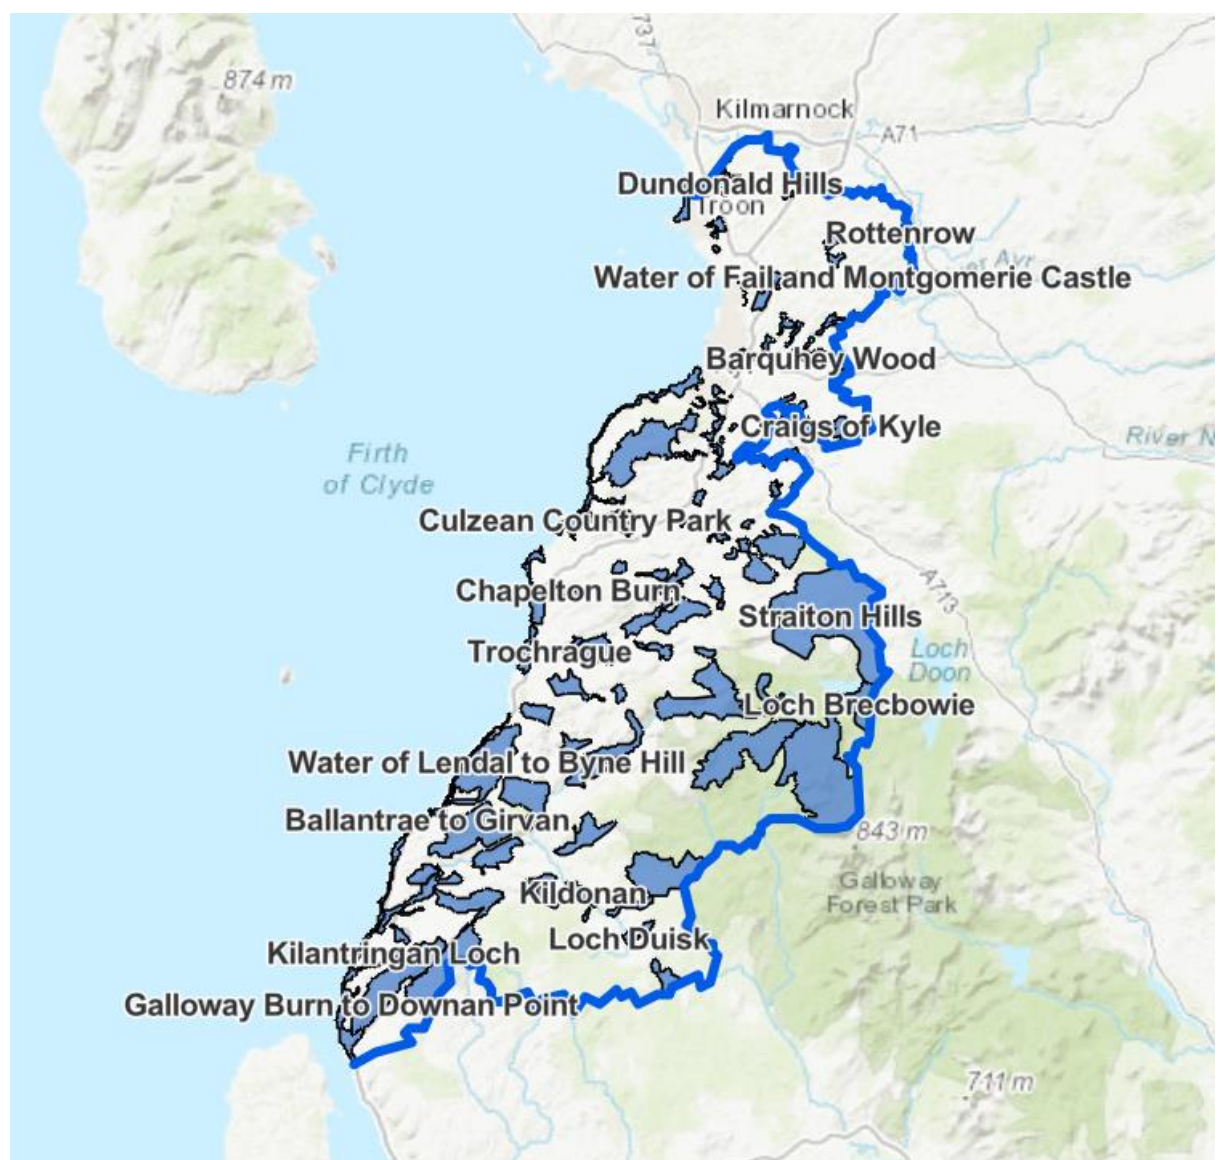 737
874 m
Kilmarnock
A71
Dundonald Hills
Troon
Rottenrow
Water of Fail and Montgomerie Castle
Barquhey Wood
Craigs of Kyle
River N
Firth
of Clyde
Culzean Country Park
A713
Chapelton Burn
Straiton Hills
Trochrague
Loch
Doon
Loch Brecbowie
Water of Lendal to Byne Hill
Ballantrae to Girvan
843 m
Galloway
Forest Park
Kildonan
Loch Duisk
Kilantringan Loch
Galloway Burn to Downan Point
711 m